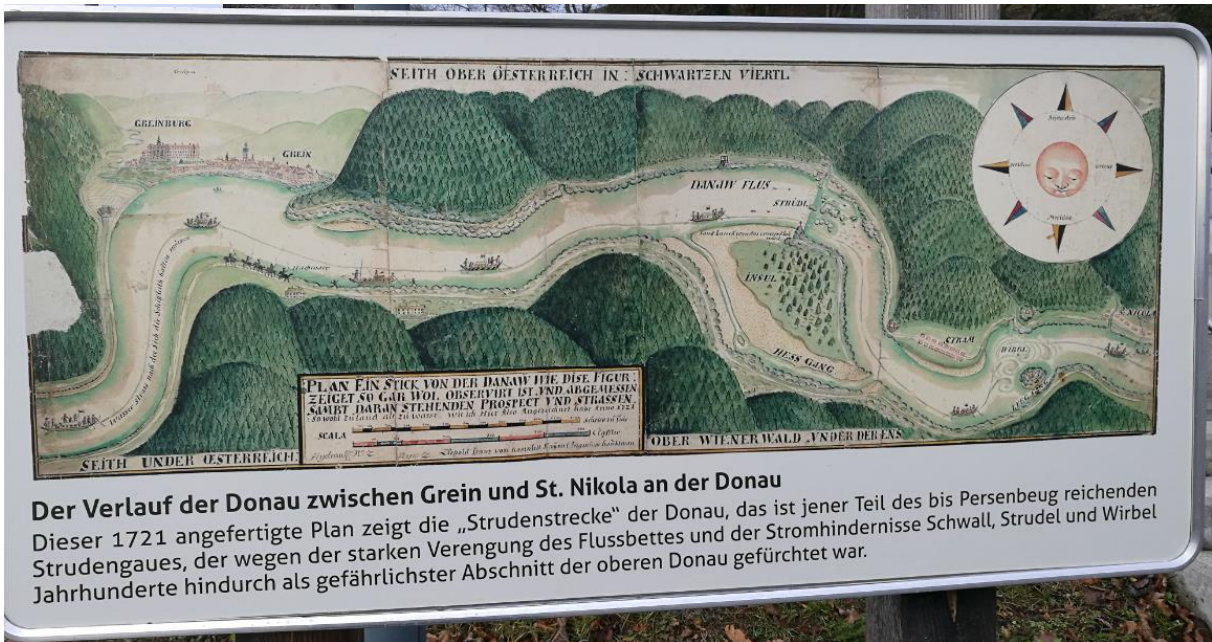 SEITH OBER OESTERREICH IN: SCHWARTZEN VIERTL
GREINBURG
GREIN
DANAW FLUS
STRUDL
INSUL
HESS GANG
STRAM
WIRBL
S. NICOLA
PLAN EIN STICK VON DER DANAW WIE DISE FIGUR:
ZEIGET SO GAR WOL OBSERVIRT IST VND ABGEMESSEN
SAMBT DARAN STEHENDEN PROSPECT VND STRASSEN
SCALA
SEITH UNDER OESTERREICH
OBER WIENER WALD VNDER DER ENS
Der Verlauf der Donau zwischen Grein und St. Nikola an der Donau
Dieser 1721 angefertigte Plan zeigt die „Strudenstrecke“ der Donau, das ist jener Teil des bis Persenbeug reichenden
Strudengaues, der wegen der starken Verengung des Flussbettes und der Stromhindernisse Schwall, Strudel und Wirbel
Jahrhunderte hindurch als gefährlichster Abschnitt der oberen Donau gefürchtet war.